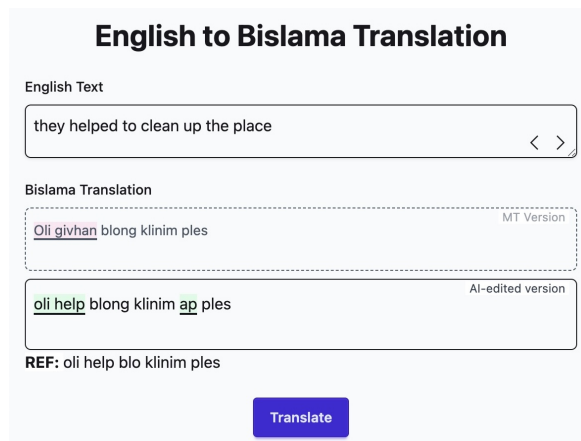 English to Bislama Translation
English Text
they helped to clean up the place
Bislama Translation
MT Version
Oli givhan blong klinim ples
AI-edited version
oli help blong klinim ap ples
REF: oli help blo klinim ples
Translate